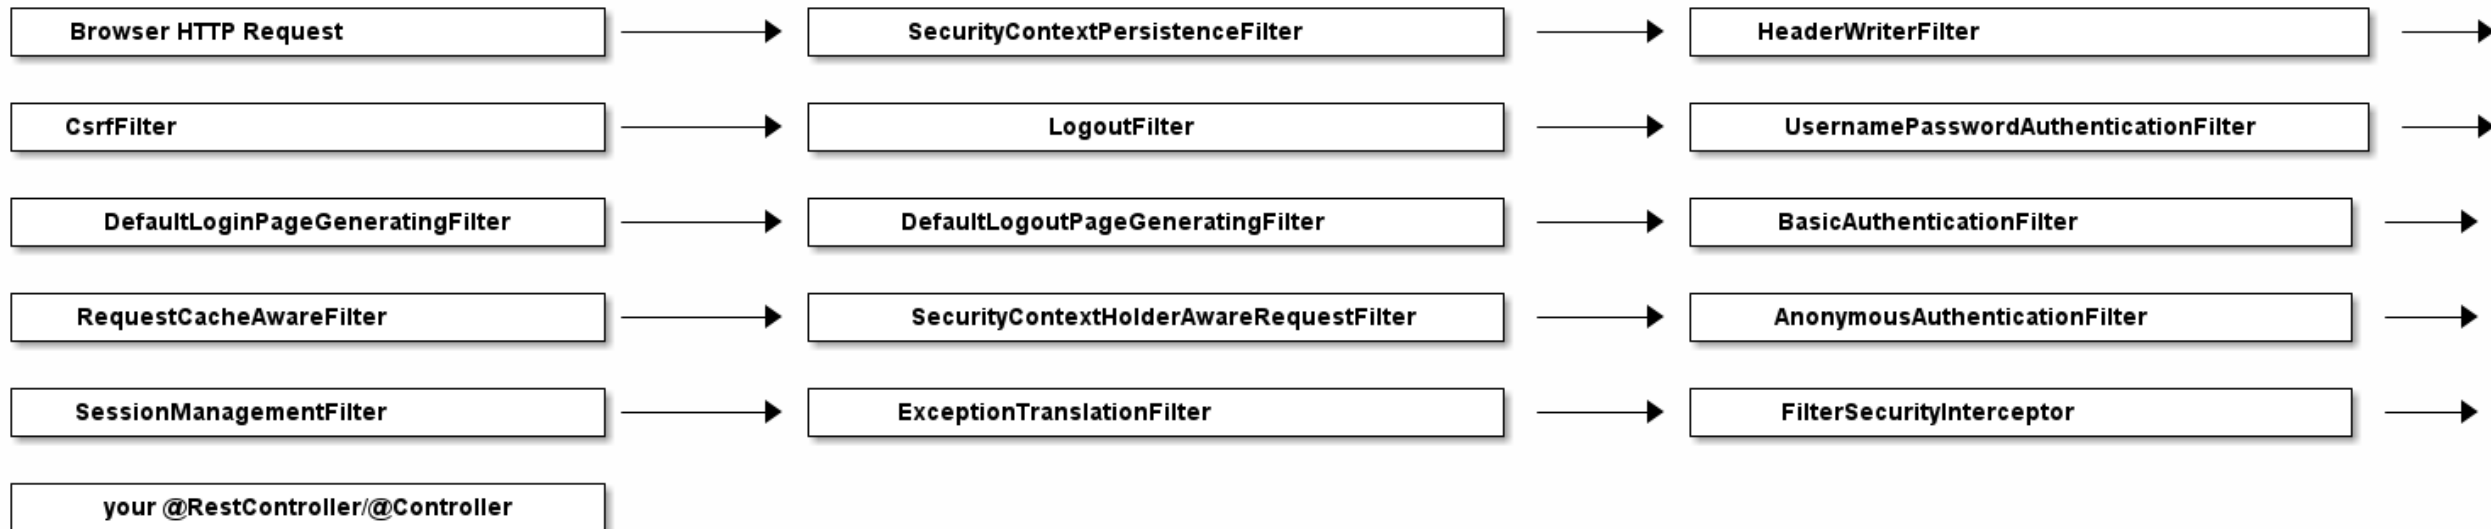 Browser HTTP Request
SecurityContextPersistenceFilter
HeaderWriterFilter
CsrfFilter
LogoutFilter
UsernamePasswordAuthenticationFilter
DefaultLoginPageGeneratingFilter
DefaultLogoutPageGeneratingFilter
BasicAuthenticationFilter
RequestCacheAwareFilter
SecurityContextHolderAwareRequestFilter
AnonymousAuthenticationFilter
SessionManagementFilter
ExceptionTranslationFilter
FilterSecurityInterceptor
your @RestController/@Controller